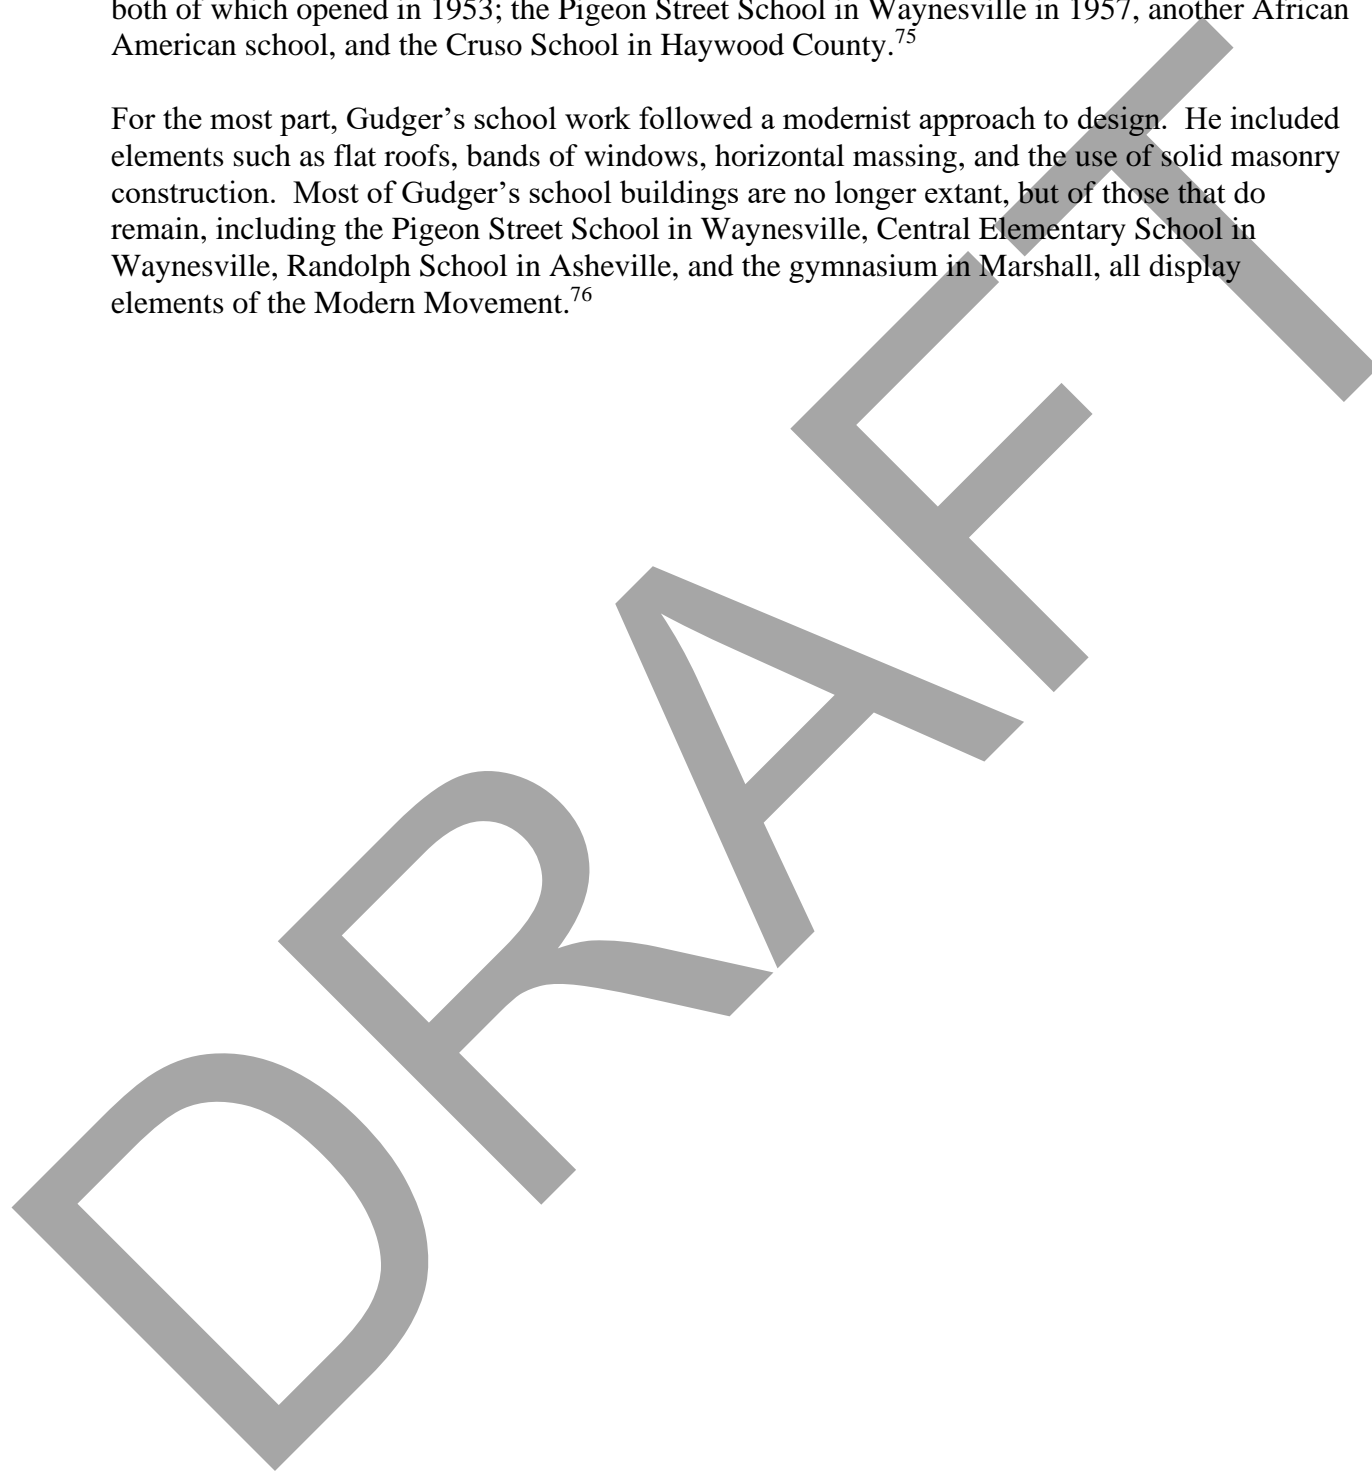 both of which opened in 1953; the Pigeon Street School in Waynesville in 1957, another African
American school, and the Cruso School in Haywood County.75
For the most part, Gudger’s school work followed a modernist approach to design.  He included
elements such as flat roofs, bands of windows, horizontal massing, and the use of solid masonry
construction.  Most of Gudger’s school buildings are no longer extant, but of those that do
remain, including the Pigeon Street School in Waynesville, Central Elementary School in
Waynesville, Randolph School in Asheville, and the gymnasium in Marshall, all display
elements of the Modern Movement.76
DRAFT